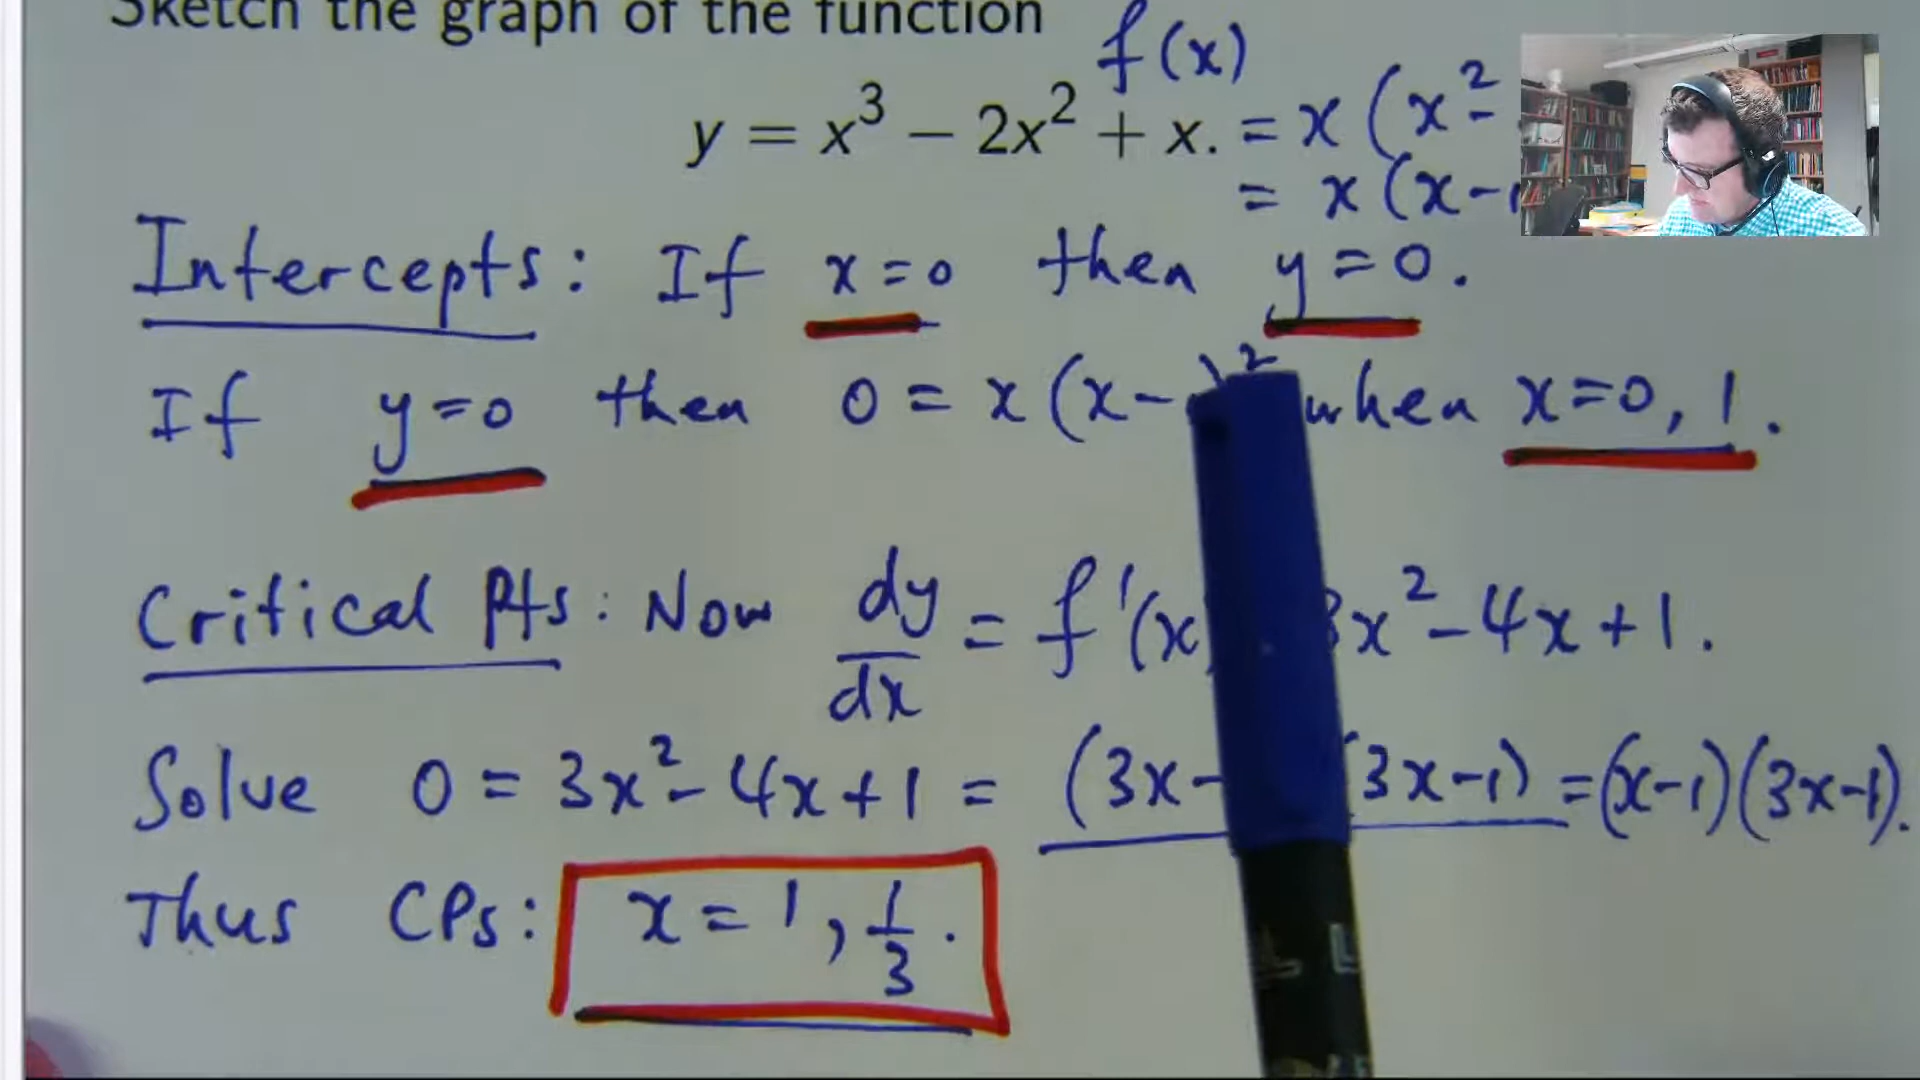 Sketch the graph of the function
f(x)
y = x³ − 2x² + x. = x(x² -
= x(x-1
Intercepts: If x=0 then y=0.
If y=0 then 0 = x(x- )² when x=0, 1.
Critical Pts: Now dy/dx = f'(x) 3x² - 4x + 1.
Solve 0 = 3x² - 4x + 1 = (3x- (3x-1) = (x-1)(3x-1).
Thus CPs: x = 1, 1/3.